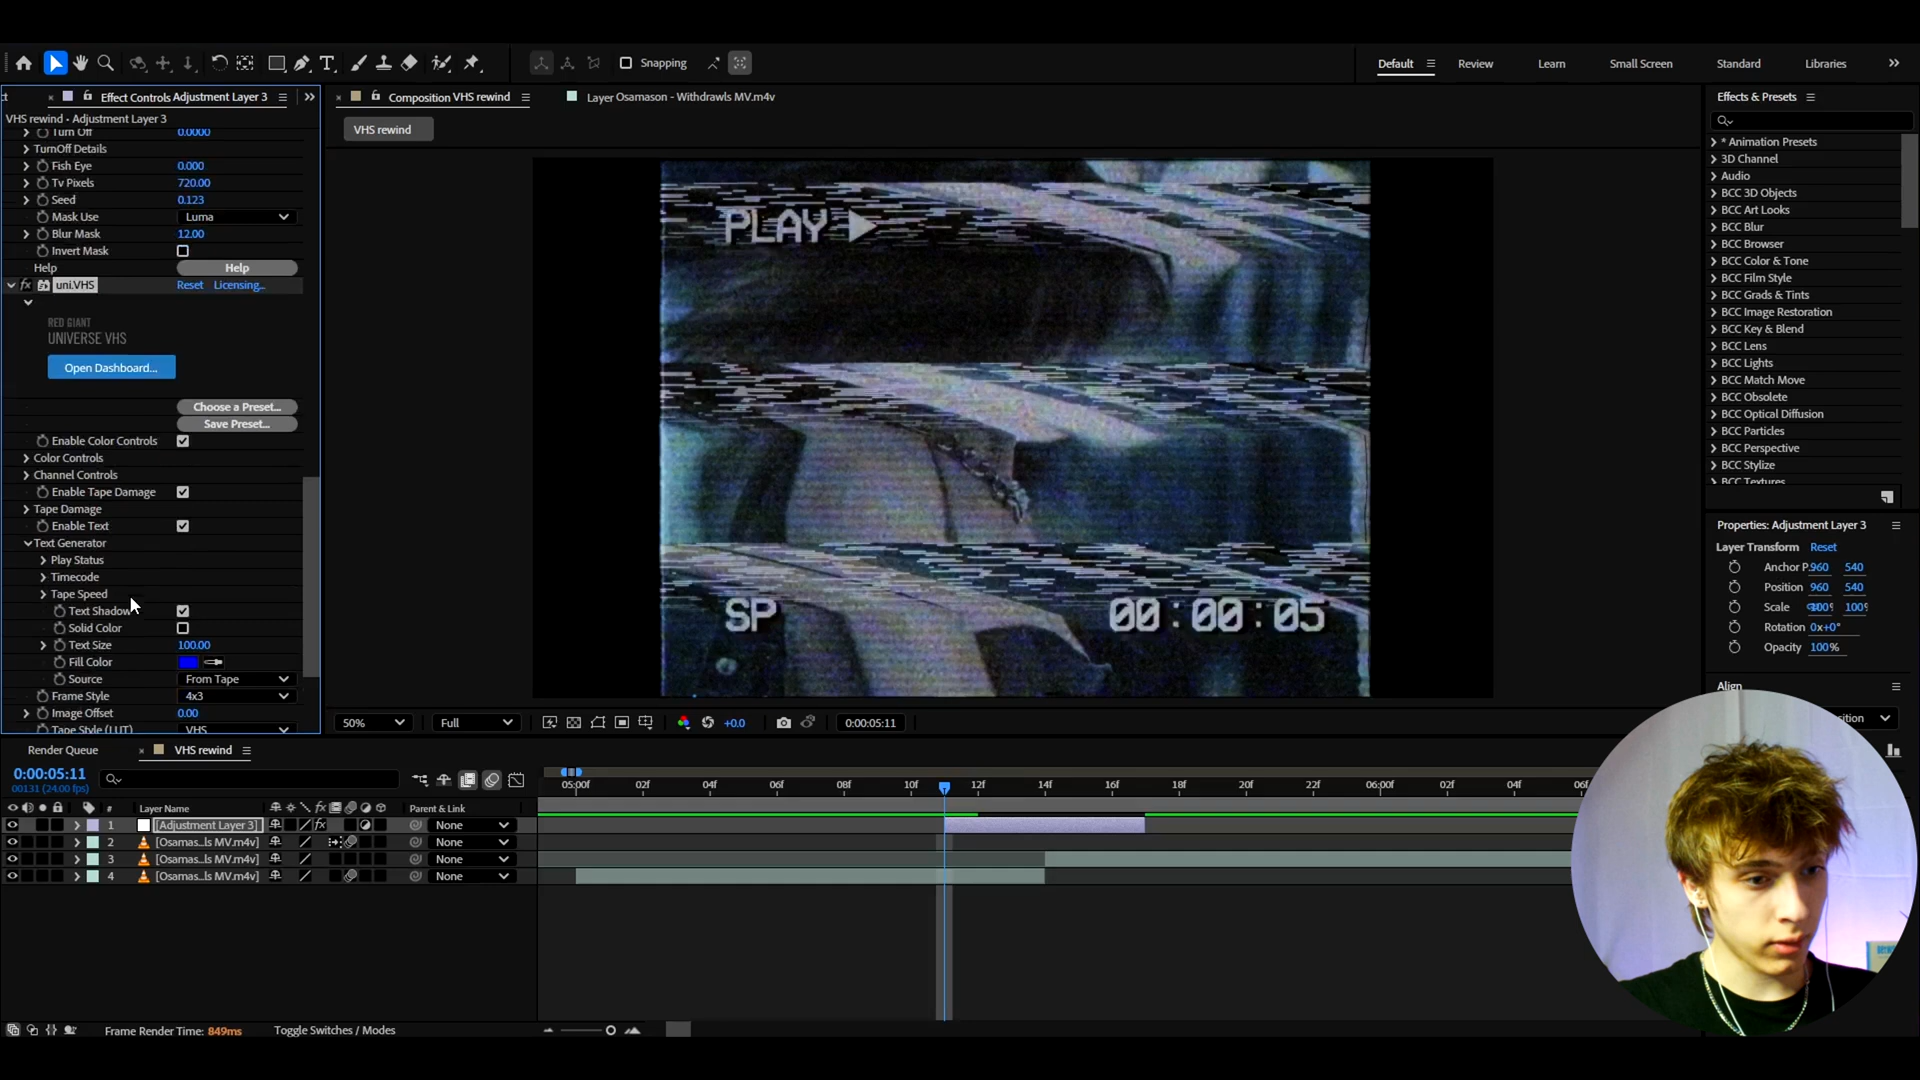 Snapping
Default
Review
Learn
Small Screen
Standard
Libraries
Effect Controls Adjustment Layer 3
VHS rewind • Adjustment Layer 3
Turn Off 0.0000
TurnOff Details
Fish Eye 0.000
Tv Pixels 720.00
Seed 0.123
Mask Use Luma
Blur Mask 12.00
Invert Mask
Help Help
fx uni.VHS Reset Licensing...
RED GIANT
UNIVERSE VHS
Open Dashboard...
Choose a Preset...
Save Preset...
Enable Color Controls
Color Controls
Channel Controls
Enable Tape Damage
Tape Damage
Enable Text
Text Generator
Play Status
Timecode
Tape Speed
Text Shadow
Solid Color
Text Size 100.00
Fill Color
Source From Tape
Frame Style 4x3
Image Offset 0.00
Tape Style (LUT) VHS
Composition VHS rewind
Layer Osamason - Withdrawls MV.m4v
VHS rewind
PLAY
SP 00:00:05
50% Full +0.0 0:00:05:11
Effects & Presets
* Animation Presets
3D Channel
Audio
BCC 3D Objects
BCC Art Looks
BCC Blur
BCC Browser
BCC Color & Tone
BCC Film Style
BCC Grads & Tints
BCC Image Restoration
BCC Key & Blend
BCC Lens
BCC Lights
BCC Match Move
BCC Obsolete
BCC Optical Diffusion
BCC Particles
BCC Perspective
BCC Stylize
BCC Textures
Properties: Adjustment Layer 3
Layer Transform Reset
Anchor P. 960 540
Position 960 540
Scale 100% 100%
Rotation 0x+0°
Opacity 100%
Align
Render Queue
VHS rewind
0:00:05:11
00131 (24.00 fps)
# Layer Name fx Parent & Link
1 [Adjustment Layer 3] fx None
2 [Osamas...ls MV.m4v] None
3 [Osamas...ls MV.m4v] None
4 [Osamas...ls MV.m4v] None
05:00f 02f 04f 06f 08f 10f 12f 14f 16f 18f 20f 22f 04f
Frame Render Time: 849ms
Toggle Switches / Modes